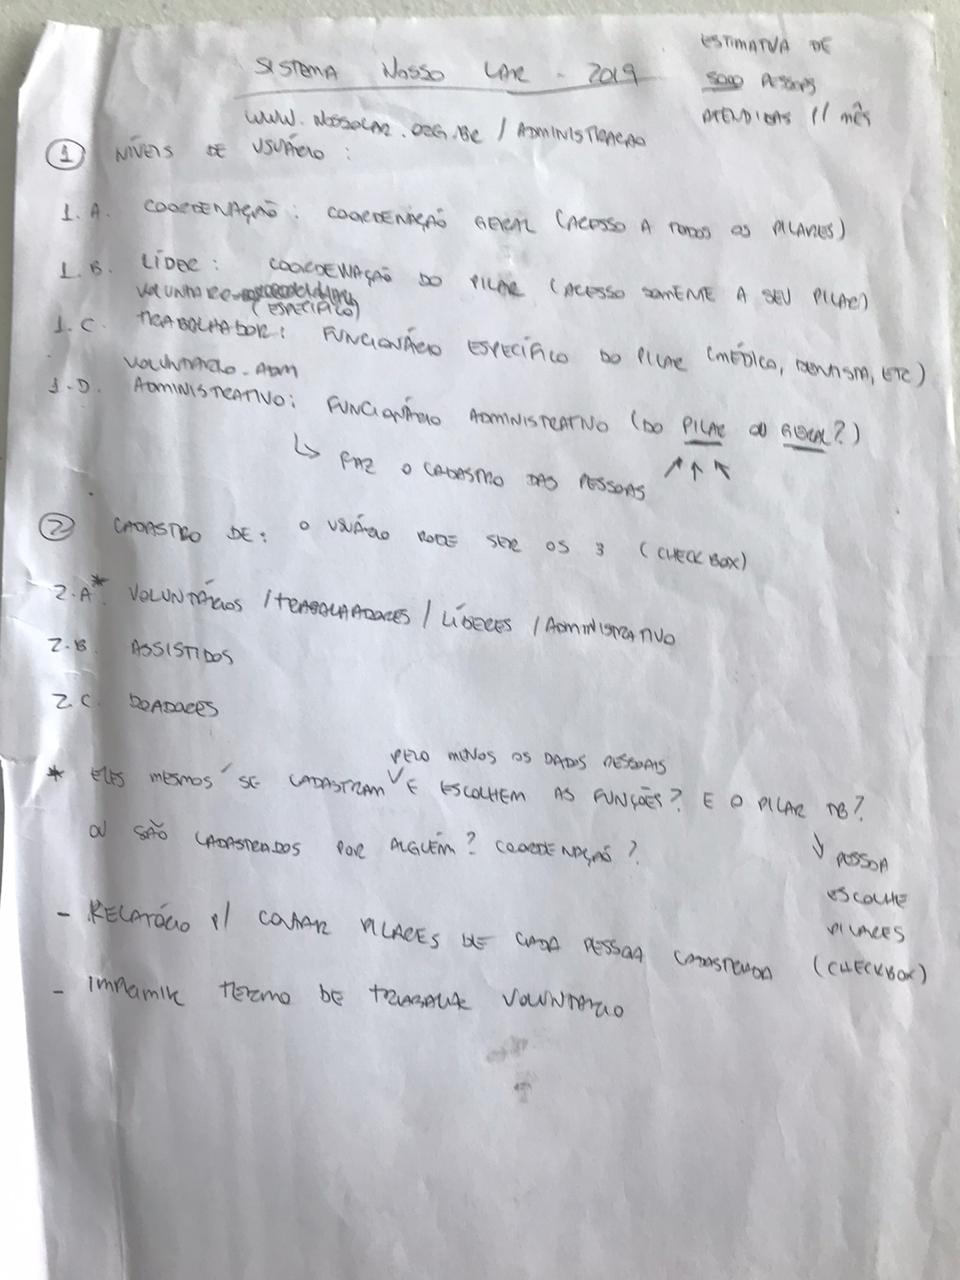 SISTEMA NOSSO LAR - 2019
ESTIMATIVA DE
5000 PESSOAS
ATENDIDAS // MÊS
WWW.NOSSOLAR.ORG.BR / ADMINISTRACAO
1 NÍVEIS DE USUÁRIO:
1.A. COORDENAÇÃO: COORDENAÇÃO GERAL (ACESSO A TODOS OS PILARES)
1.B. LÍDER: COORDENAÇÃO DO PILAR (ACESSO SOMENTE A SEU PILAR)
(ESPECÍFICO)
1.C. TRABALHADOR: FUNCIONÁRIO ESPECÍFICO DO PILAR (MÉDICO, DENTISTA, ETC)
VOLUNTÁRIO-ADM
1-D. ADMINISTRATIVO: FUNCIONÁRIO ADMINISTRATIVO (DO PILAR OU GERAL?)
↳ FAZ O CADASTRO DAS PESSOAS
2 CADASTRO DE: O USUÁRIO PODE SER OS 3 (CHECKBOX)
2.A* VOLUNTÁRIOS / TRABALHADORES / LÍDERES / ADMINISTRATIVO
2.B. ASSISTIDOS
2.C. DOADORES
PELO MENOS OS DADOS PESSOAIS
* ELES MESMOS SE CADASTRAM E ESCOLHEM AS FUNÇÕES? E O PILAR TB?
OU SÃO CADASTRADOS POR ALGUÉM? COORDENAÇÃO?
↳ PESSOA
ESCOLHE
PILARES
(CHECKBOX)
- RELATÓRIO P/ CONTAR PILARES DE CADA PESSOA CADASTRADA
- IMPRIMIR TERMO DE TRABALHO VOLUNTÁRIO